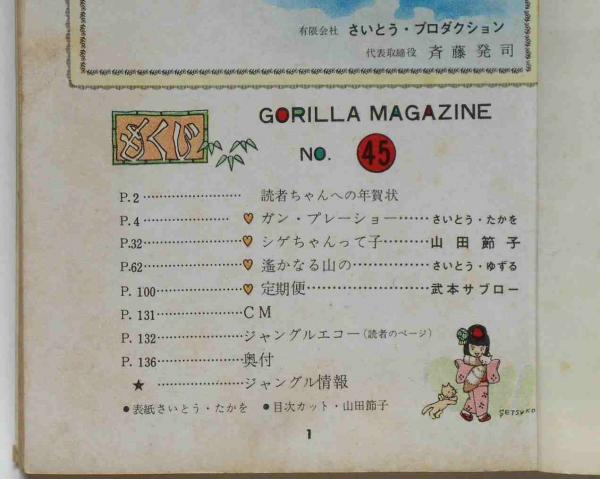 有限会社 さいとう・プロダクション
代表取締役 斉藤発司
もくじ
GORILLA MAGAZINE
NO. 45
P.2 ……………… 読者ちゃんへの年賀状
P.4 ……………… ♡ ガン・プレーショー …… さいとう・たかを
P.32 ……………… ♡ シゲちゃんって子 ……… 山田節子
P.62 ……………… ♡ 遙かなる山の ………… さいとう・ゆずる
P.100 ……………… ♡ 定期便 ……………… 武本サブロー
P.131 ……………… CM
P.132 ……………… ジャングルエコー(読者のページ)
P.136 ……………… 奥付
★ ……………… ジャングル情報
●表紙さいとう・たかを ●目次カット・山田節子
SETSUKO
1